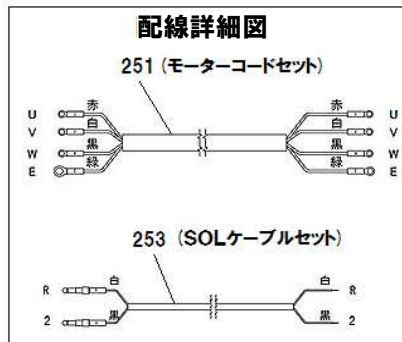 配線詳細図
251 (モーターコードセット)
U 赤 赤 U
V 白 白 V
W 黒 黒 W
E 緑 緑 E
253 (SOLケーブルセット)
R 白 白 R
2 黒 黒 2